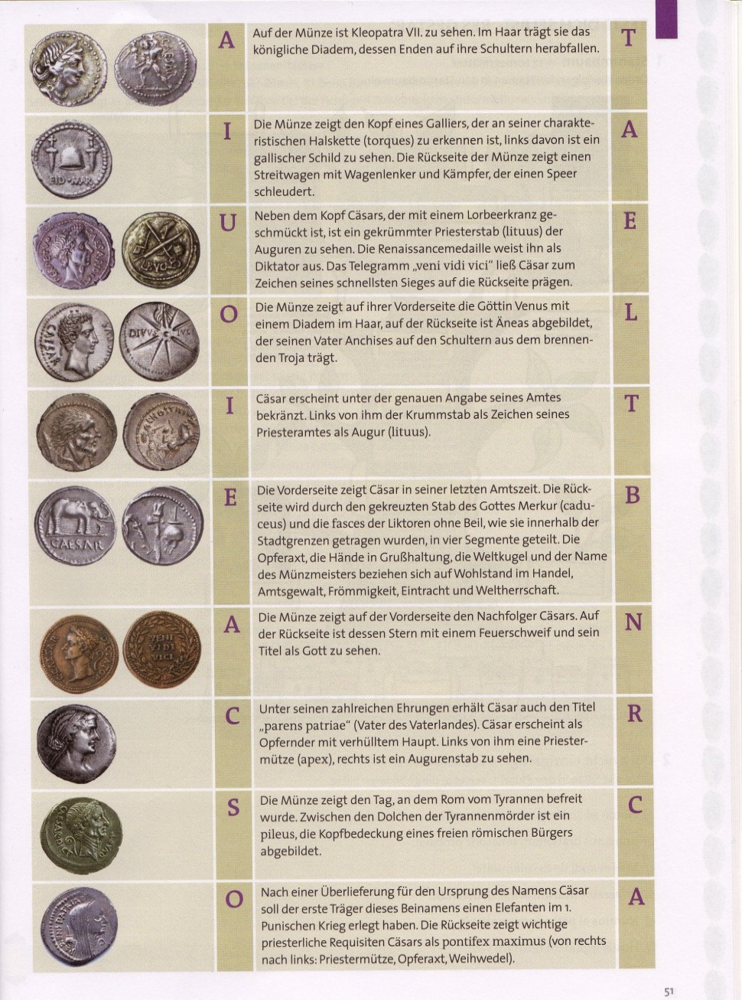 A
Auf der Münze ist Kleopatra VII. zu sehen. Im Haar trägt sie das
königliche Diadem, dessen Enden auf ihre Schultern herabfallen.
T
EID·MAR
I
Die Münze zeigt den Kopf eines Galliers, der an seiner charakte-
ristischen Halskette (torques) zu erkennen ist, links davon ist ein
gallischer Schild zu sehen. Die Rückseite der Münze zeigt einen
Streitwagen mit Wagenlenker und Kämpfer, der einen Speer
schleudert.
A
U
Neben dem Kopf Cäsars, der mit einem Lorbeerkranz ge-
schmückt ist, ist ein gekrümmter Priesterstab (lituus) der
Auguren zu sehen. Die Renaissancemedaille weist ihn als
Diktator aus. Das Telegramm „veni vidi vici“ ließ Cäsar zum
Zeichen seines schnellsten Sieges auf die Rückseite prägen.
E
CAESAR
DIVVS IVLI
O
Die Münze zeigt auf ihrer Vorderseite die Göttin Venus mit
einem Diadem im Haar, auf der Rückseite ist Äneas abgebildet,
der seinen Vater Anchises auf den Schultern aus dem brennen-
den Troja trägt.
L
I
Cäsar erscheint unter der genauen Angabe seines Amtes
bekränzt. Links von ihm der Krummstab als Zeichen seines
Priesteramtes als Augur (lituus).
T
CAESAR
E
Die Vorderseite zeigt Cäsar in seiner letzten Amtszeit. Die Rück-
seite wird durch den gekreuzten Stab des Gottes Merkur (cadu-
ceus) und die fasces der Liktoren ohne Beil, wie sie innerhalb der
Stadtgrenzen getragen wurden, in vier Segmente geteilt. Die
Opferaxt, die Hände in Grußhaltung, die Weltkugel und der Name
des Münzmeisters beziehen sich auf Wohlstand im Handel,
Amtsgewalt, Frömmigkeit, Eintracht und Weltherrschaft.
B
VENI
VIDI
VICI
A
Die Münze zeigt auf der Vorderseite den Nachfolger Cäsars. Auf
der Rückseite ist dessen Stern mit einem Feuerschweif und sein
Titel als Gott zu sehen.
N
C
Unter seinen zahlreichen Ehrungen erhält Cäsar auch den Titel
„parens patriae“ (Vater des Vaterlandes). Cäsar erscheint als
Opfernder mit verhülltem Haupt. Links von ihm eine Priester-
mütze (apex), rechts ist ein Augurenstab zu sehen.
R
S
Die Münze zeigt den Tag, an dem Rom vom Tyrannen befreit
wurde. Zwischen den Dolchen der Tyrannenmörder ist ein
pileus, die Kopfbedeckung eines freien römischen Bürgers
abgebildet.
C
O
Nach einer Überlieferung für den Ursprung des Namens Cäsar
soll der erste Träger dieses Beinamens einen Elefanten im 1.
Punischen Krieg erlegt haben. Die Rückseite zeigt wichtige
priesterliche Requisiten Cäsars als pontifex maximus (von rechts
nach links: Priestermütze, Opferaxt, Weihwedel).
A
51